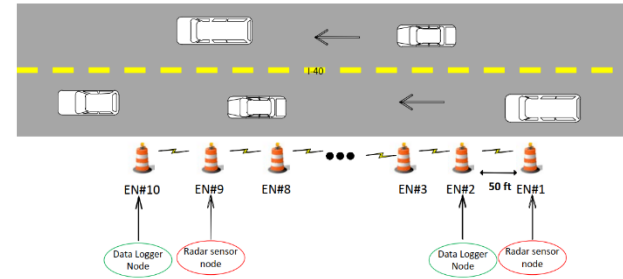 I-40
EN#10 EN#9 EN#8 EN#3 EN#2 50 ft EN#1
Data Logger
Node
Radar sensor
node
Data Logger
Node
Radar sensor
node